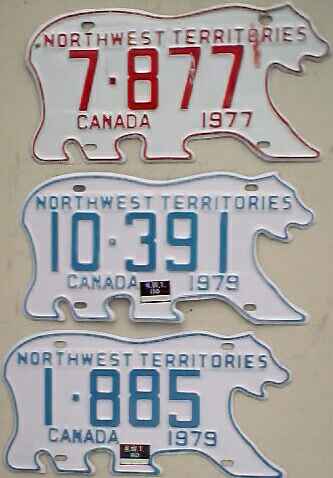 NORTHWEST TERRITORIES
7·877
CANADA 1977
NORTHWEST TERRITORIES
10·391
CANADA N.W.T. 1979
NORTHWEST TERRITORIES
1·885
CANADA N.W.T. 1979